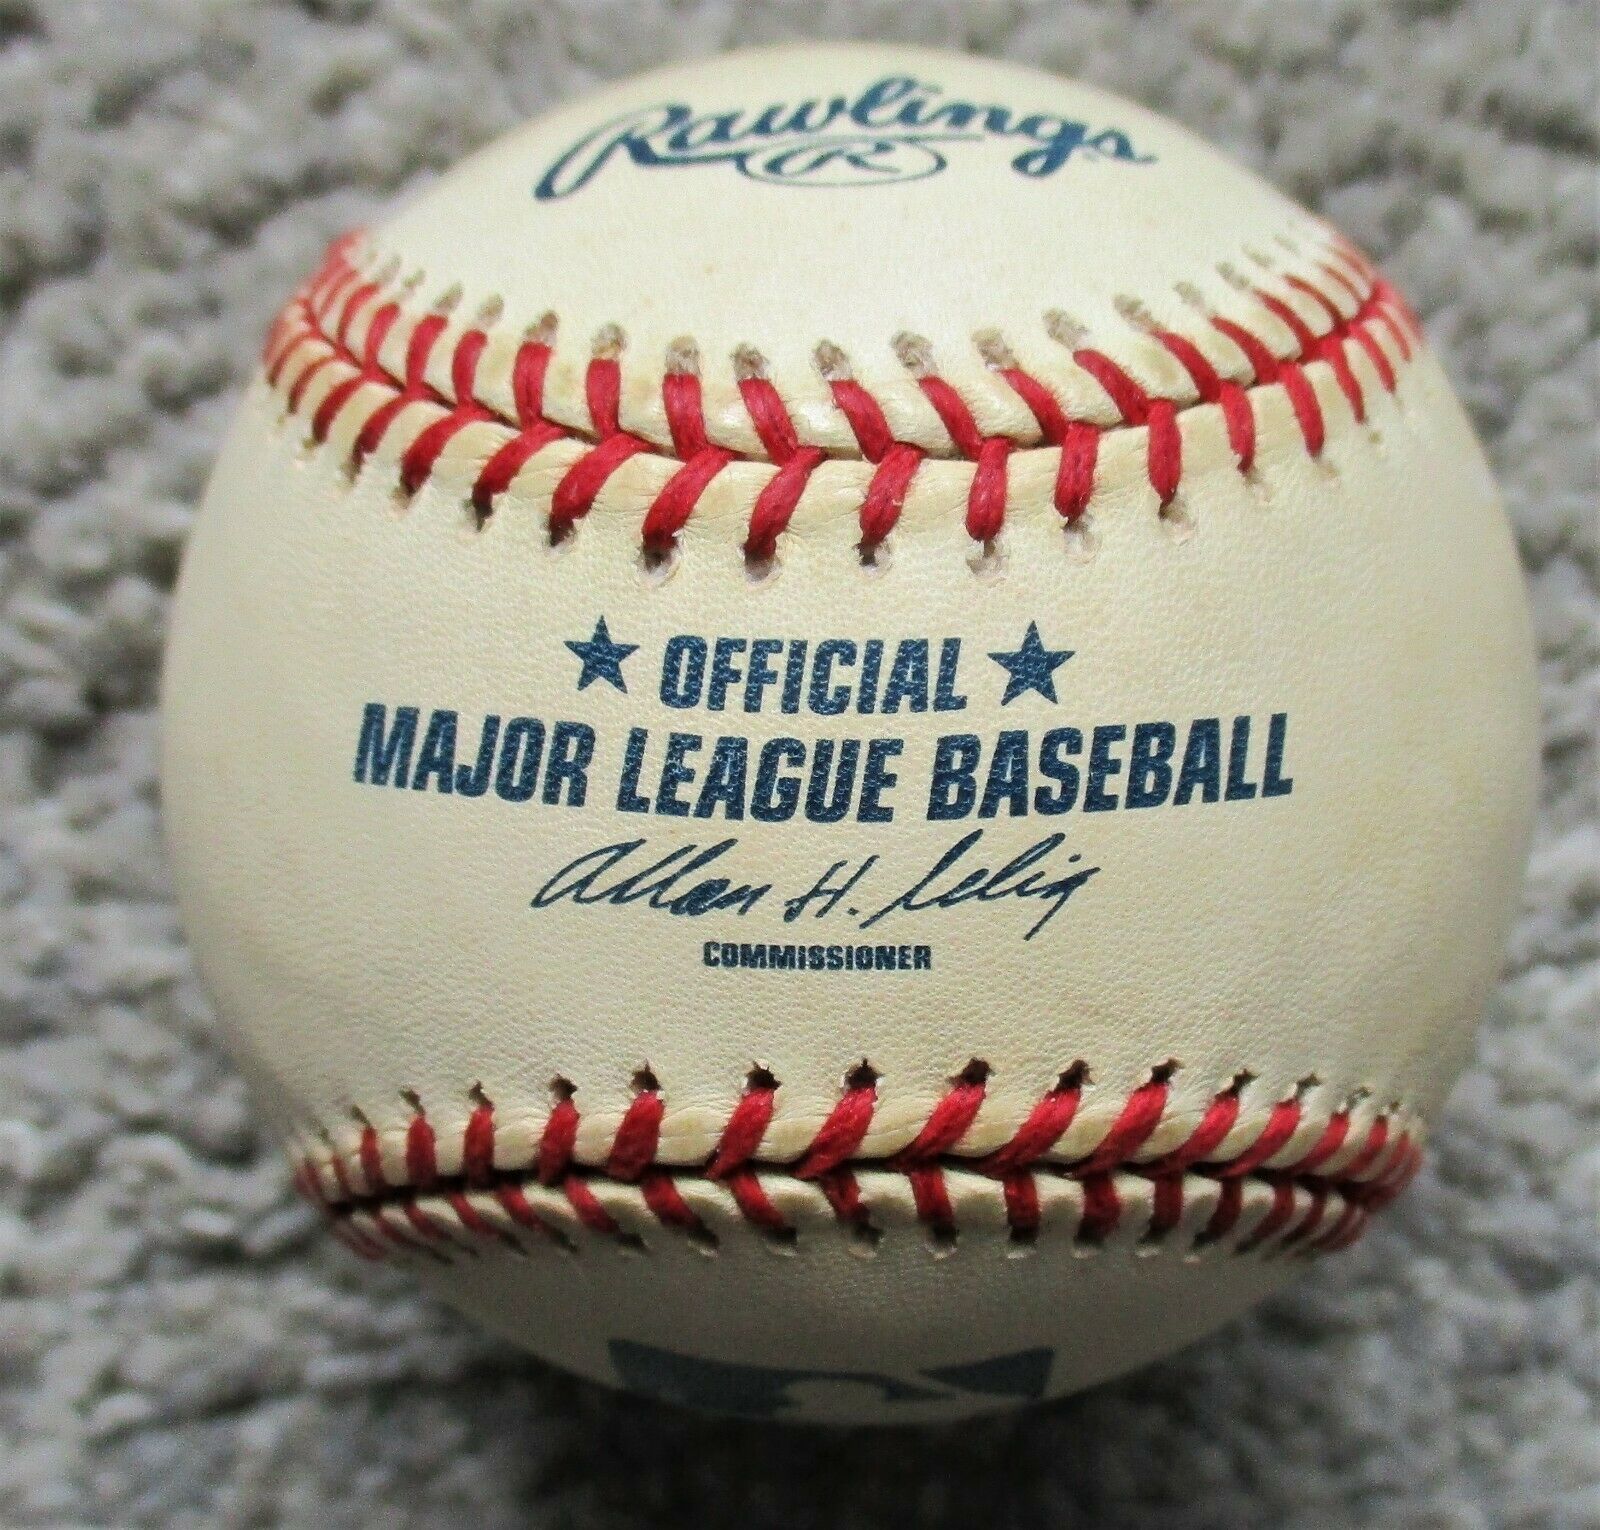 Rawlings
R
★ OFFICIAL ★
MAJOR LEAGUE BASEBALL
Allan H. Selig
COMMISSIONER